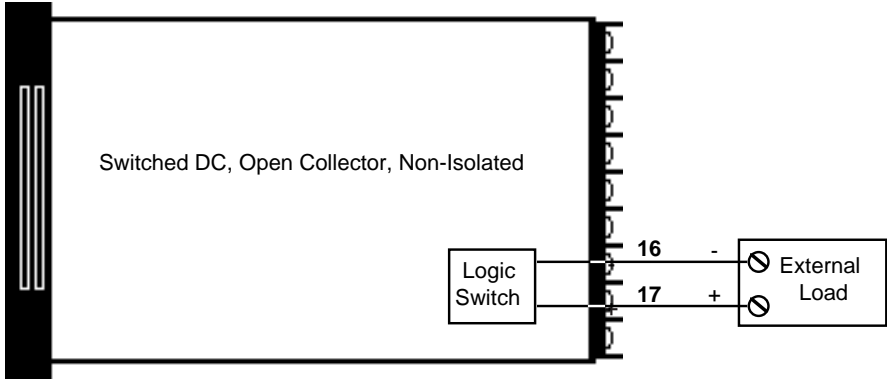 Switched DC, Open Collector, Non-Isolated
16 -
Logic Switch
External Load
17 +